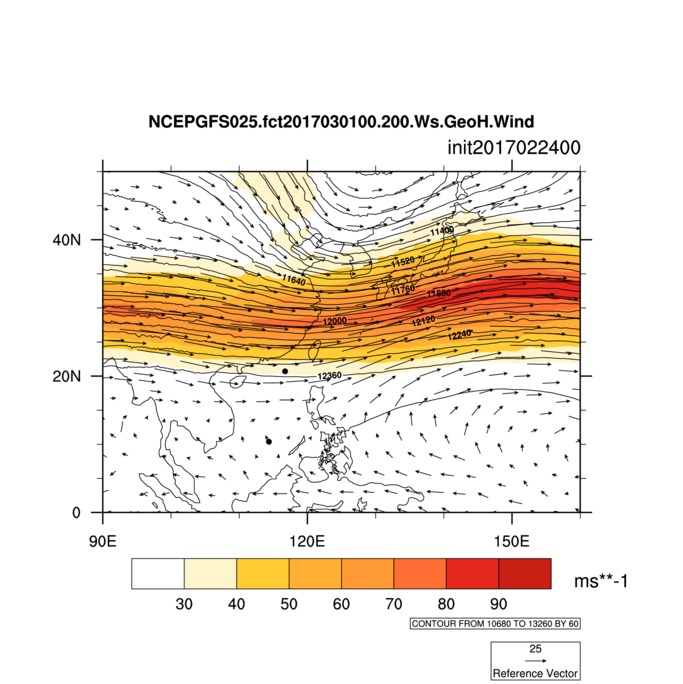 NCEPGFS025.fct2017030100.200.Ws.GeoH.Wind
init2017022400
40N
20N
0
11400
11520
11640
11760
11880
12000
12120
12240
12360
90E 120E 150E
30 40 50 60 70 80 90
ms**-1
CONTOUR FROM 10680 TO 13260 BY 60
25
Reference Vector